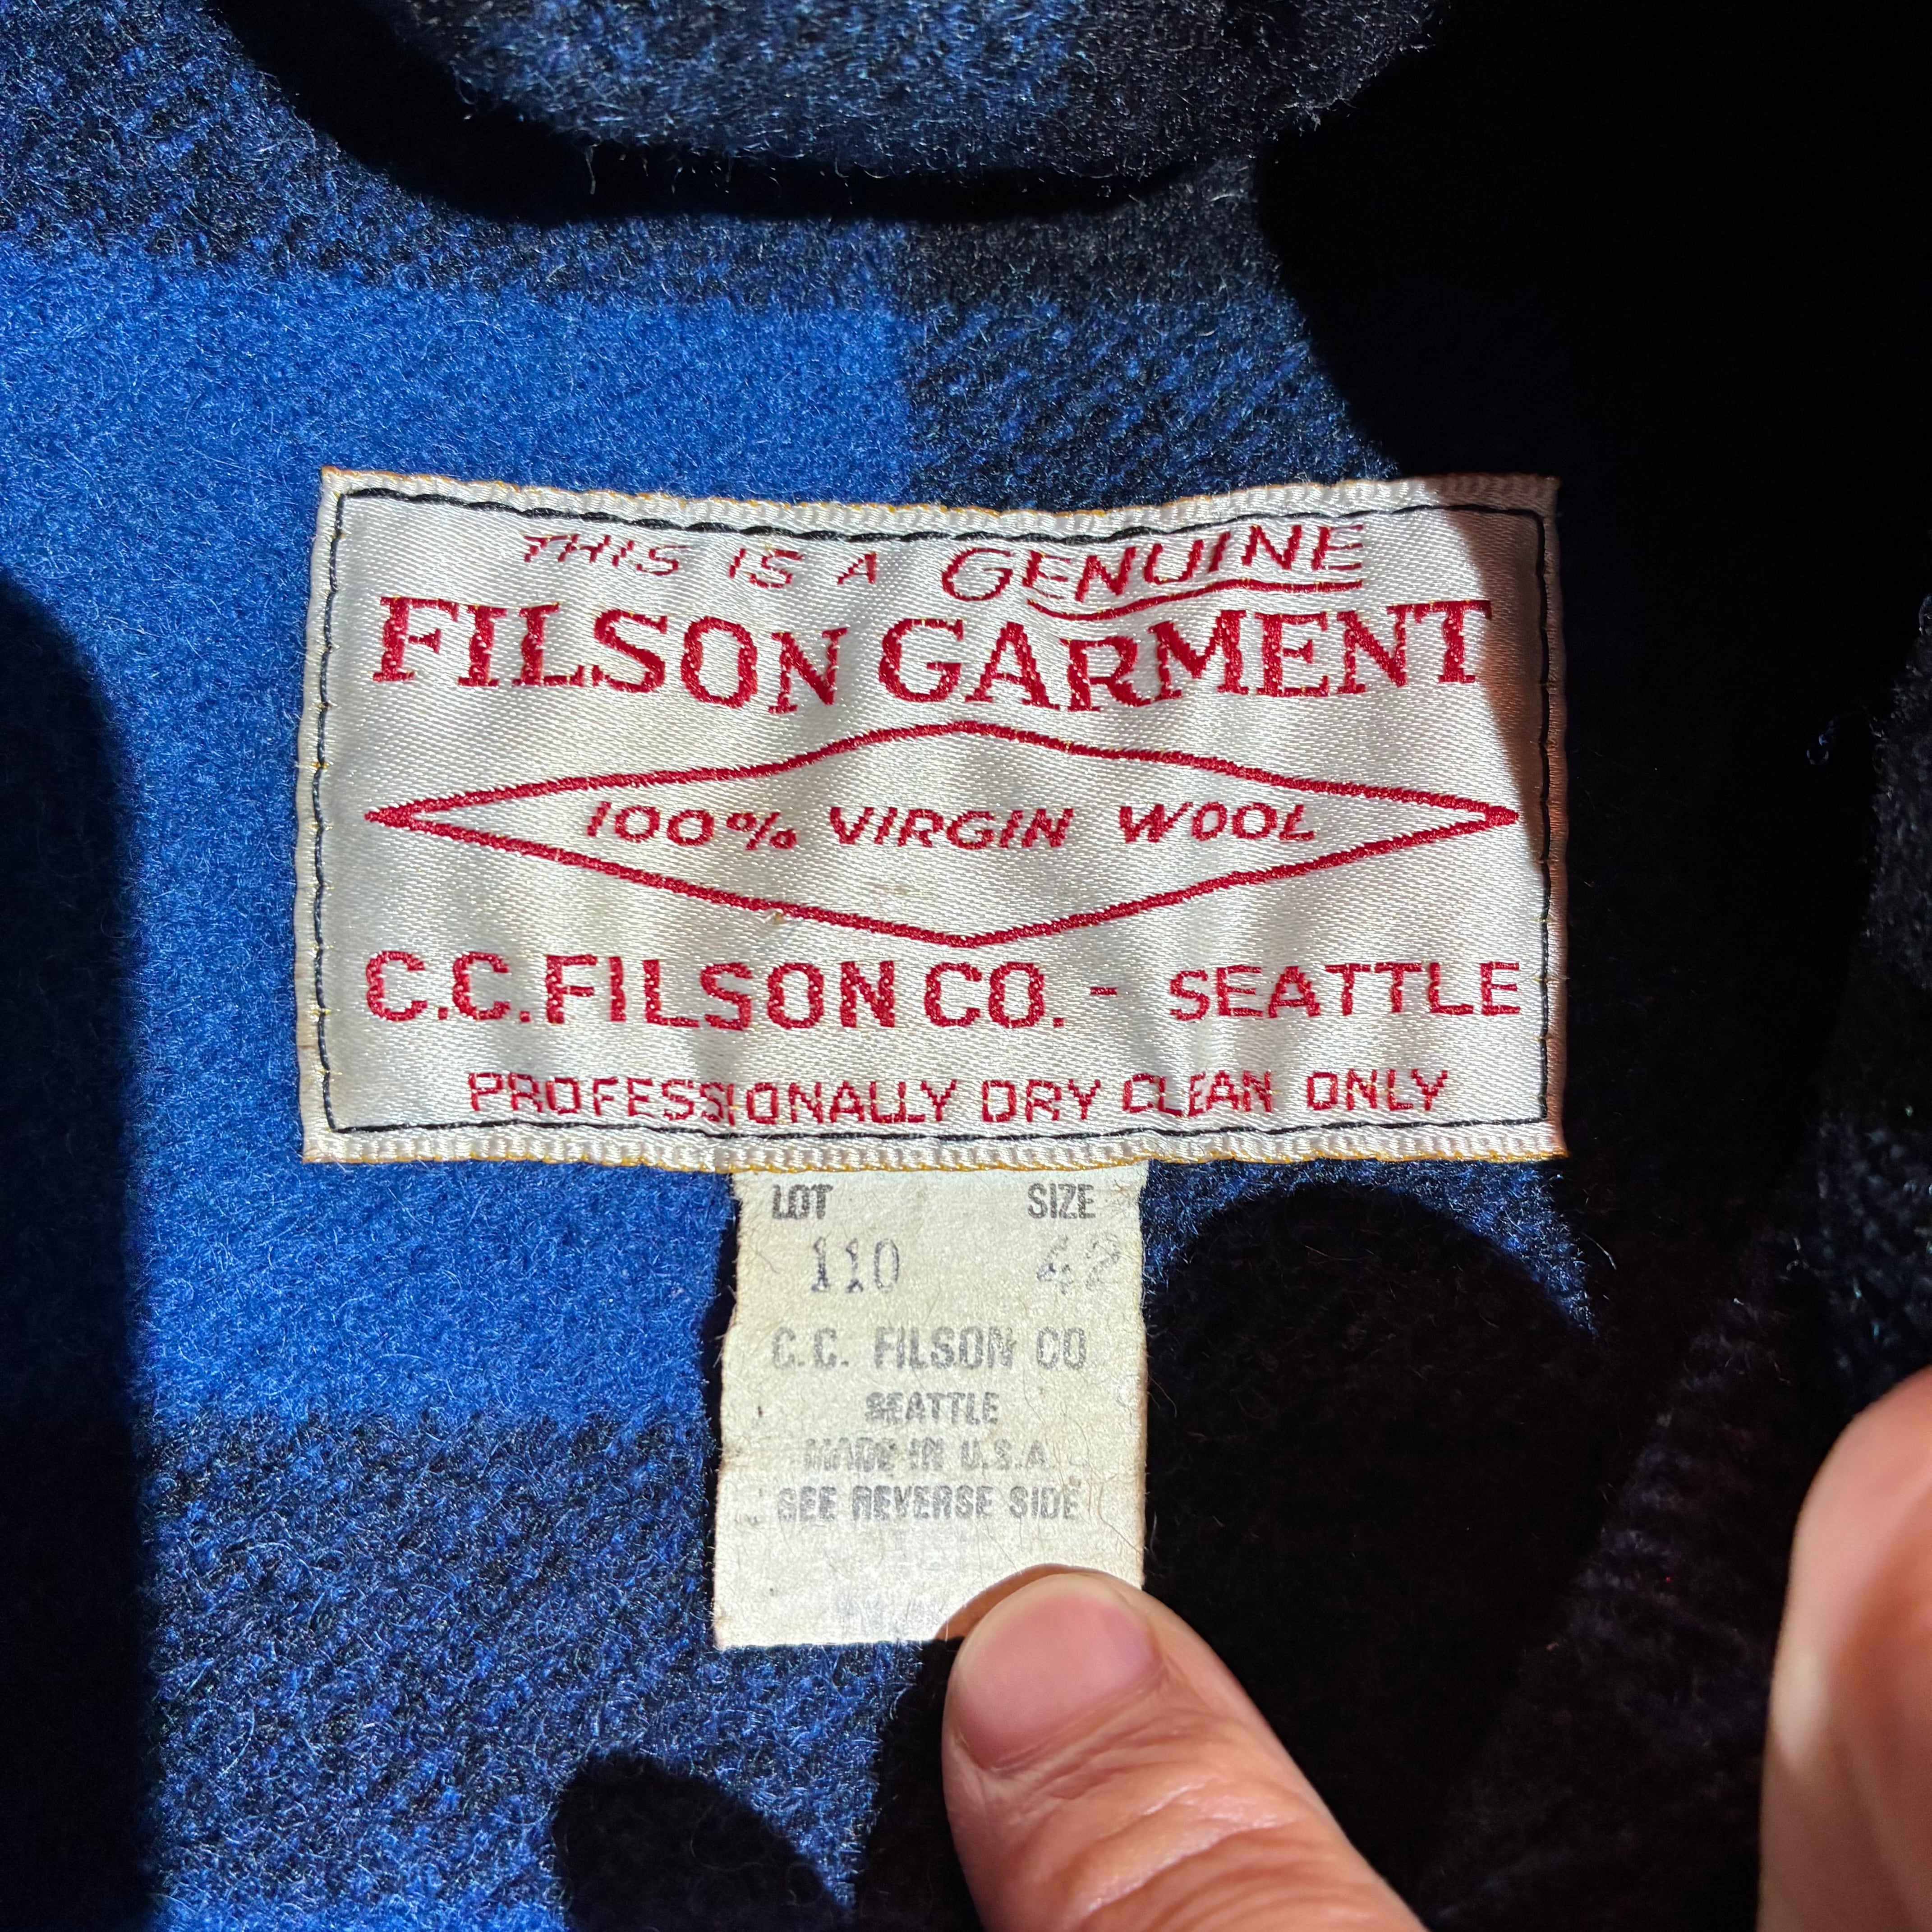 THIS IS A GENUINE
FILSON GARMENT
100% VIRGIN WOOL
C.C. FILSON CO. - SEATTLE
PROFESSIONALLY DRY CLEAN ONLY
LOT SIZE
110 42
C.C. FILSON CO
SEATTLE
MADE IN U.S.A.
SEE REVERSE SIDE